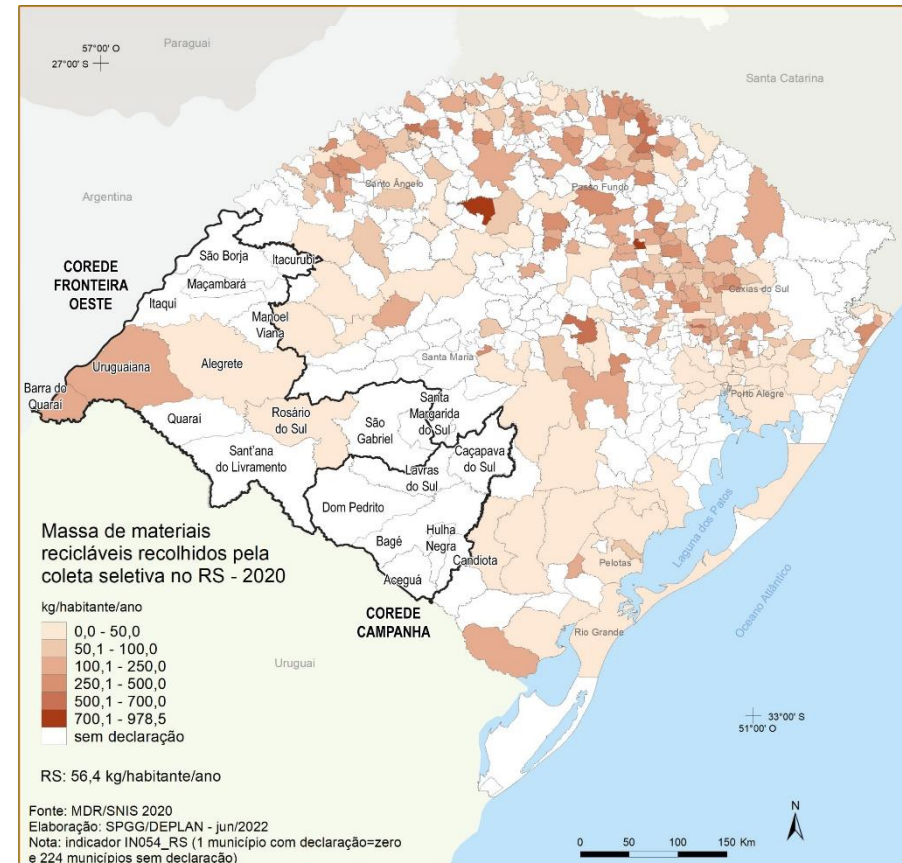 Paraguai
57°00' O
27°00' S
Santa Catarina
Argentina
Santo Ângelo
Passo Fundo
São Borja
COREDE
FRONTEIRA
OESTE
Itacurubi
Maçambará
Itaqui
Manoel
Viana
Caxias do Sul
Uruguaiana
Alegrete
Santa Maria
Barra do
Quarai
Porto Alegre
Quarai
Rosário
do Sul
São
Gabriel
Santa
Margarida
do Sul
Sant'ana
do Livramento
Caçapava
do Sul
Lavras
do Sul
Dom Pedrito
Bagé
Hulha
Negra
Candiota
Aceguá
Pelotas
Laguna dos Patos
Oceano Atlântico
COREDE
CAMPANHA
Rio Grande
Uruguai
Massa de materiais
recicláveis recolhidos pela
coleta seletiva no RS - 2020
kg/habitante/ano
0,0 - 50,0
50,1 - 100,0
100,1 - 250,0
250,1 - 500,0
500,1 - 700,0
700,1 - 978,5
sem declaração
33°00' S
51°00' O
RS: 56,4 kg/habitante/ano
Fonte: MDR/SNIS 2020
Elaboração: SPGG/DEPLAN - jun/2022
Nota: indicador IN054_RS (1 município com declaração=zero
e 224 municípios sem declaração)
N
0 50 100 150 Km